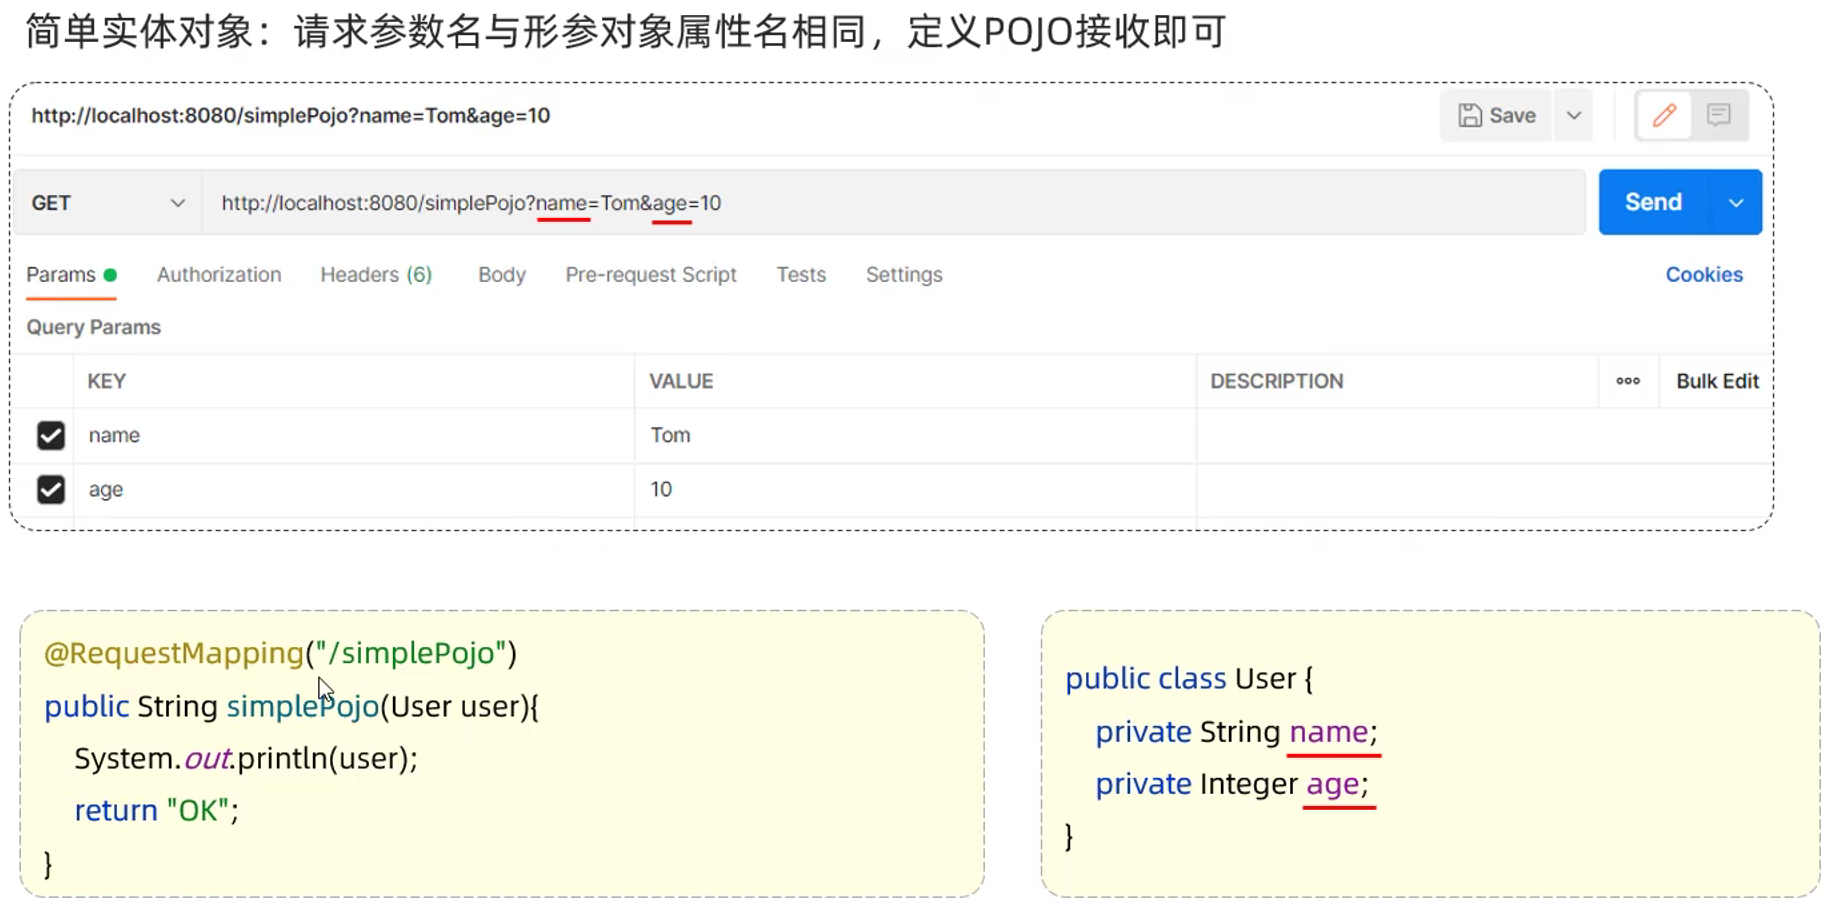 简单实体对象：请求参数名与形参对象属性名相同，定义POJO接收即可
http://localhost:8080/simplePojo?name=Tom&age=10
Save
GET
http://localhost:8080/simplePojo?name=Tom&age=10
Send
Params Authorization Headers (6) Body Pre-request Script Tests Settings Cookies
Query Params
KEY VALUE DESCRIPTION ooo Bulk Edit
name Tom
age 10
@RequestMapping("/simplePojo")
public String simplePojo(User user){
System.out.println(user);
return "OK";
}
public class User {
private String name;
private Integer age;
}